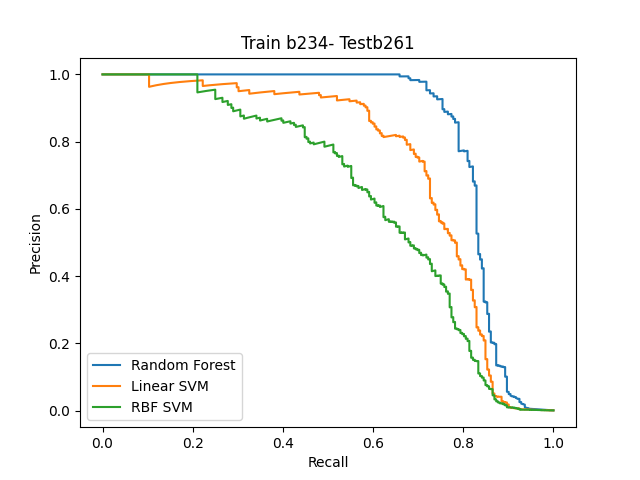 Train b234- Testb261
Precision
1.0
0.8
0.6
0.4
0.2
0.0
Random Forest
Linear SVM
RBF SVM
0.0 0.2 0.4 0.6 0.8 1.0
Recall